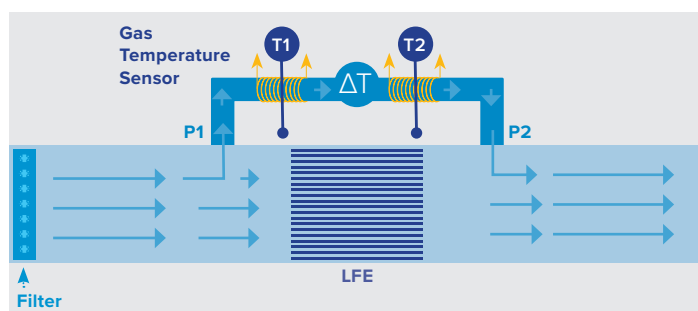 Gas
Temperature
Sensor
T1
T2
ΔT
P1
P2
LFE
Filter